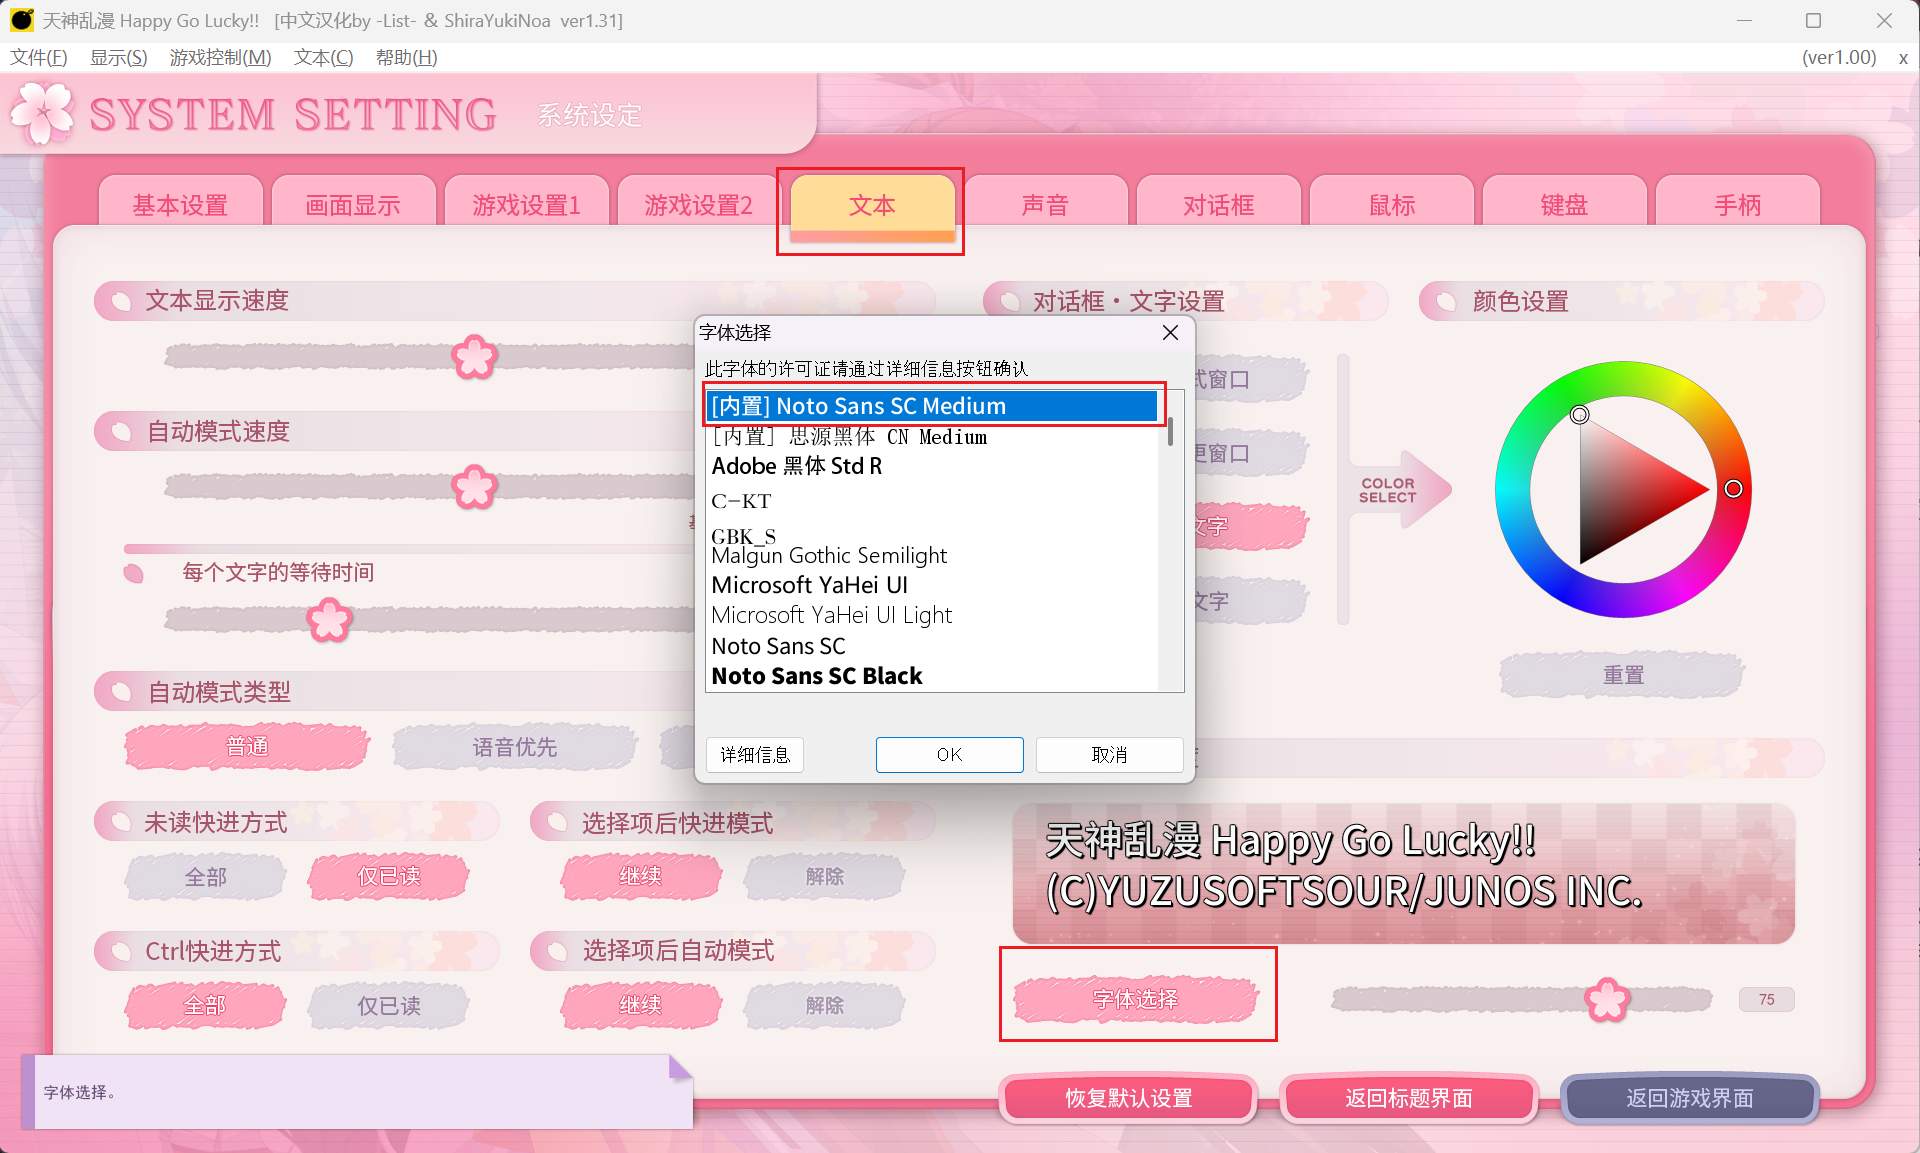 天神乱漫 Happy Go Lucky!! [中文汉化by -List- & ShiraYukiNoa ver1.31]
文件(F) 显示(S) 游戏控制(M) 文本(C) 帮助(H) (ver1.00) x
SYSTEM SETTING 系统设定
基本设置 画面显示 游戏设置1 游戏设置2 文本 声音 对话框 鼠标 键盘 手柄
文本显示速度
对话框·文字设置
颜色设置
字体选择
此字体的许可证请通过详细信息按钮确认
[内置] Noto Sans SC Medium
[内置] 思源黑体 CN Medium
Adobe 黑体 Std R
C-KT
GBK_S
Malgun Gothic Semilight
Microsoft YaHei UI
Microsoft YaHei UI Light
Noto Sans SC
Noto Sans SC Black
详细信息 OK 取消
式窗口
更窗口
文字
文字
COLOR
SELECT
重置
自动模式速度
每个文字的等待时间
自动模式类型
普通 语音优先
未读快进方式
全部 仅已读
选择项后快进模式
继续 解除
Ctrl快进方式
全部 仅已读
选择项后自动模式
继续 解除
天神乱漫 Happy Go Lucky!!
(C)YUZUSOFTSOUR/JUNOS INC.
字体选择 75
字体选择。
恢复默认设置 返回标题界面 返回游戏界面